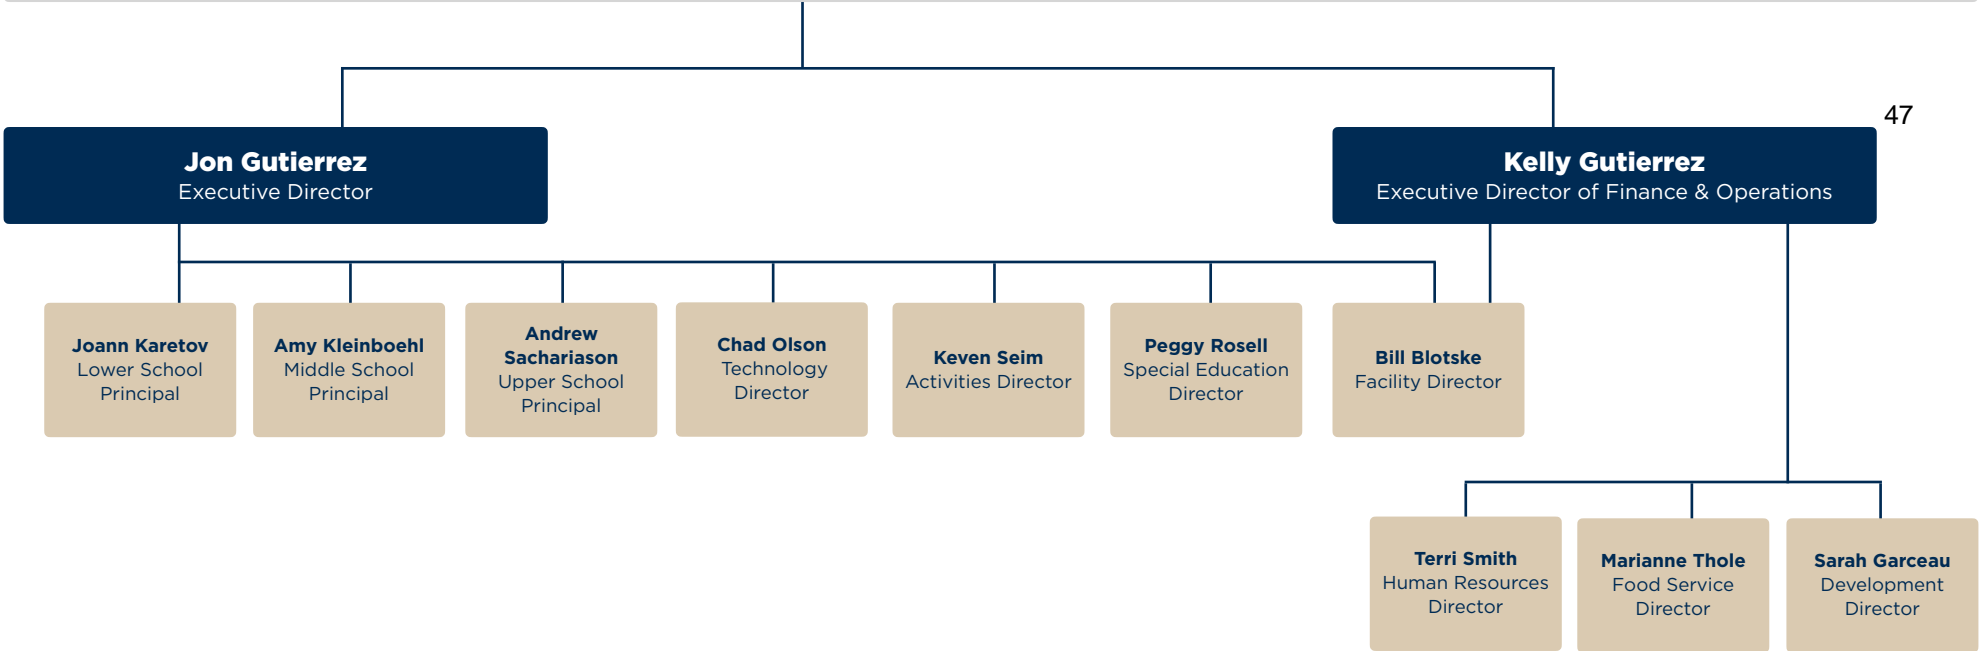 47
Jon Gutierrez
Executive Director
Kelly Gutierrez
Executive Director of Finance & Operations
Joann Karetov
Lower School
Principal
Amy Kleinboehl
Middle School
Principal
Andrew
Sachariason
Upper School
Principal
Chad Olson
Technology
Director
Keven Seim
Activities Director
Peggy Rosell
Special Education
Director
Bill Blotske
Facility Director
Terri Smith
Human Resources
Director
Marianne Thole
Food Service
Director
Sarah Garceau
Development
Director